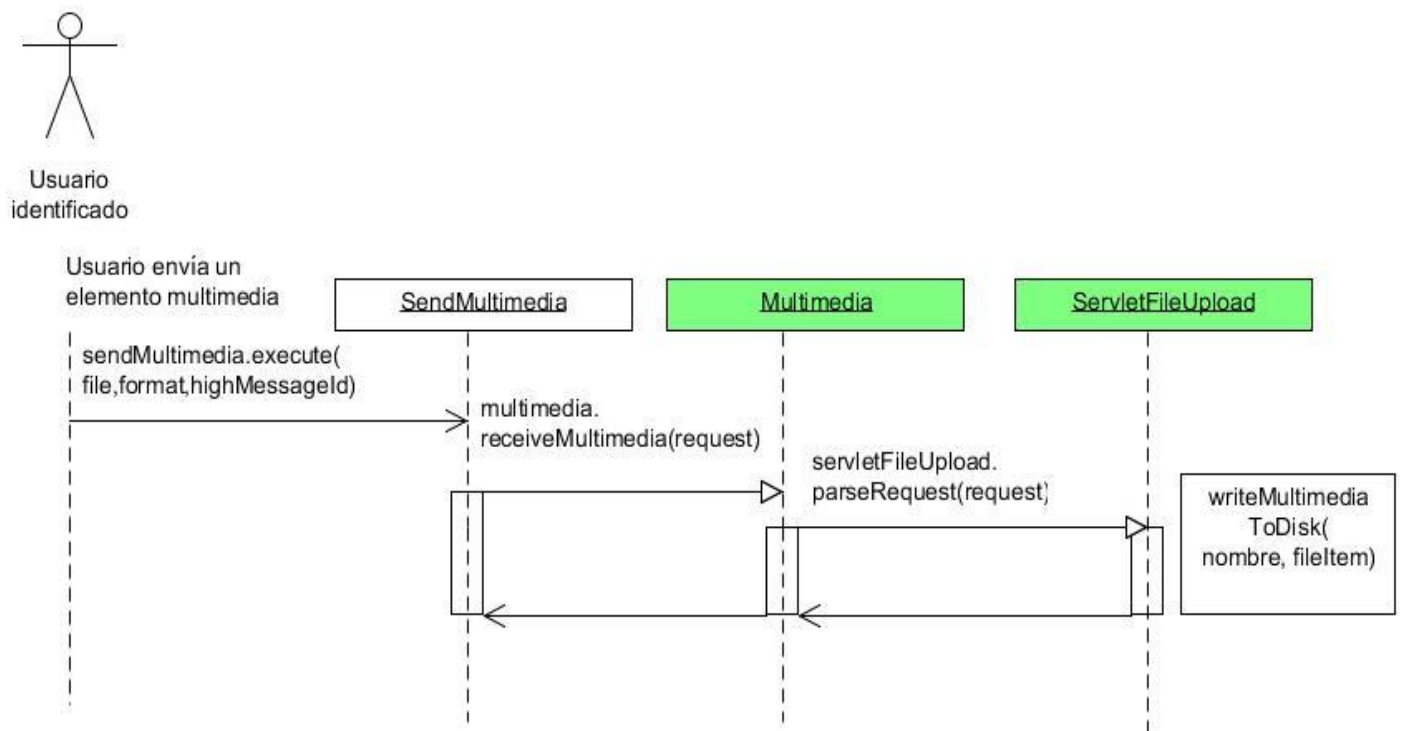 Usuario
identificado
Usuario envía un
elemento multimedia
SendMultimedia
Multimedia
ServletFileUpload
sendMultimedia.execute(
file,format,highMessageId)
multimedia.
receiveMultimedia(request)
servletFileUpload.
parseRequest(request)
writeMultimedia
ToDisk(
nombre, fileItem)